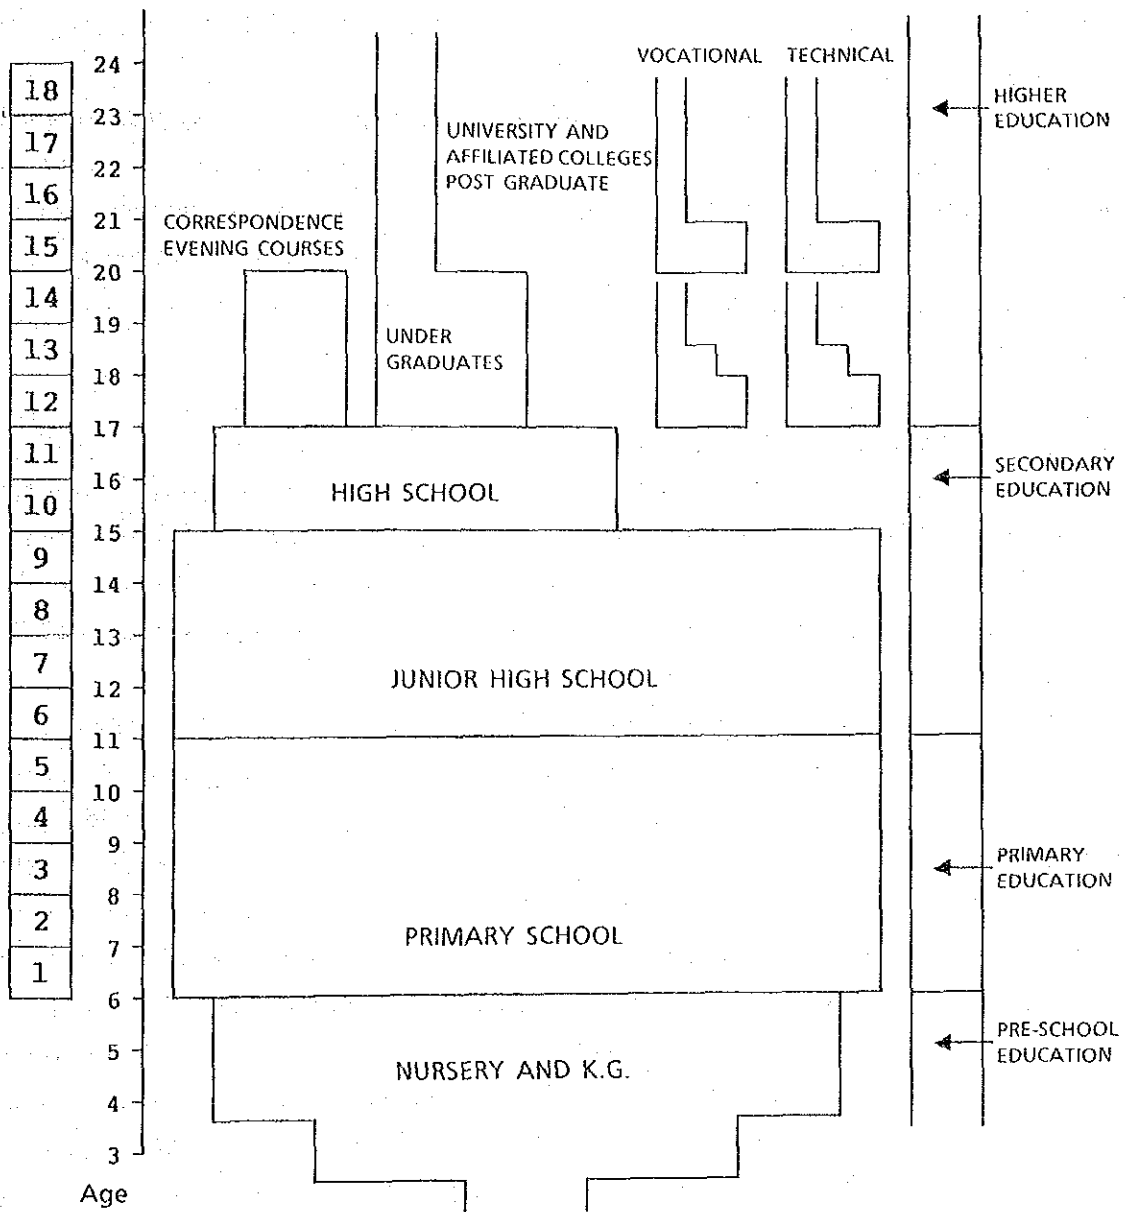 VOCATIONAL
TECHNICAL
24
18
HIGHER
EDUCATION
23
17
UNIVERSITY AND
AFFILIATED COLLEGES
POST GRADUATE
22
16
21
CORRESPONDENCE
EVENING COURSES
15
20
14
19
UNDER
GRADUATES
13
18
12
17
11
SECONDARY
EDUCATION
16
HIGH SCHOOL
10
15
9
14
8
13
7
JUNIOR HIGH SCHOOL
12
6
11
5
10
4
9
PRIMARY
EDUCATION
3
8
2
PRIMARY SCHOOL
7
1
6
PRE-SCHOOL
EDUCATION
5
NURSERY AND K.G.
4
3
Age